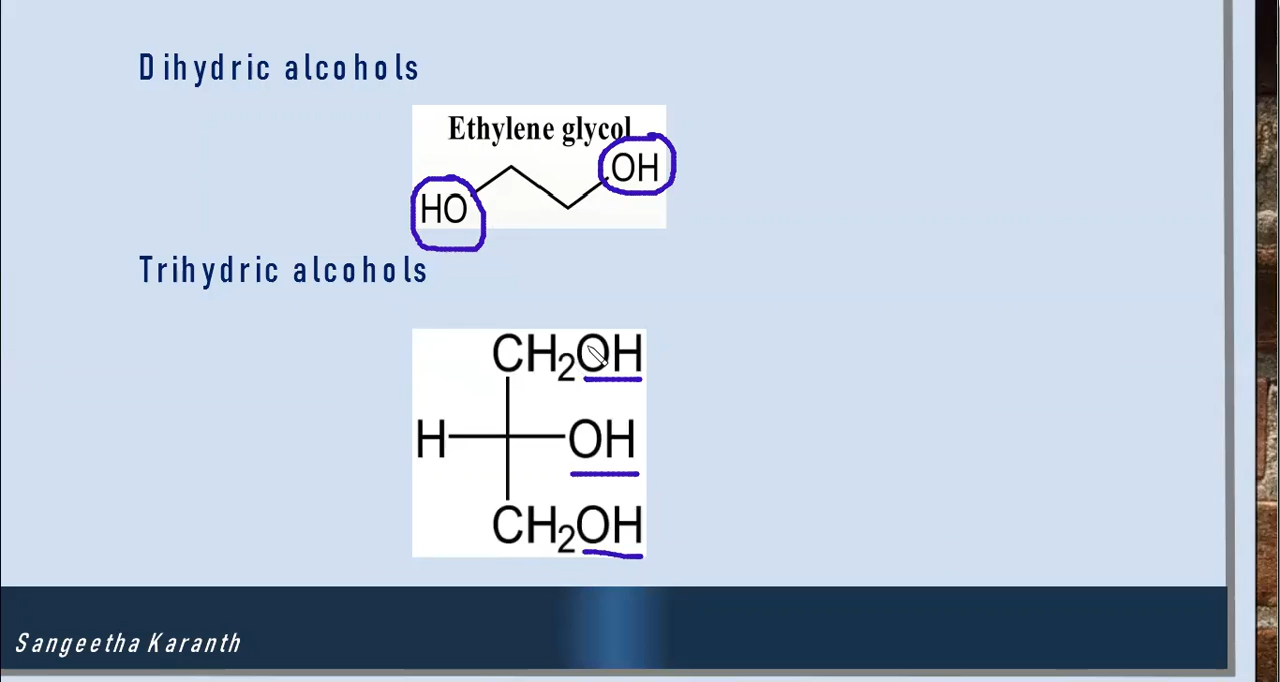 Dihydric alcohols
Ethylene glycol
OH
HO
Trihydric alcohols
CH₂OH
H OH
CH₂OH
Sangeetha Karanth